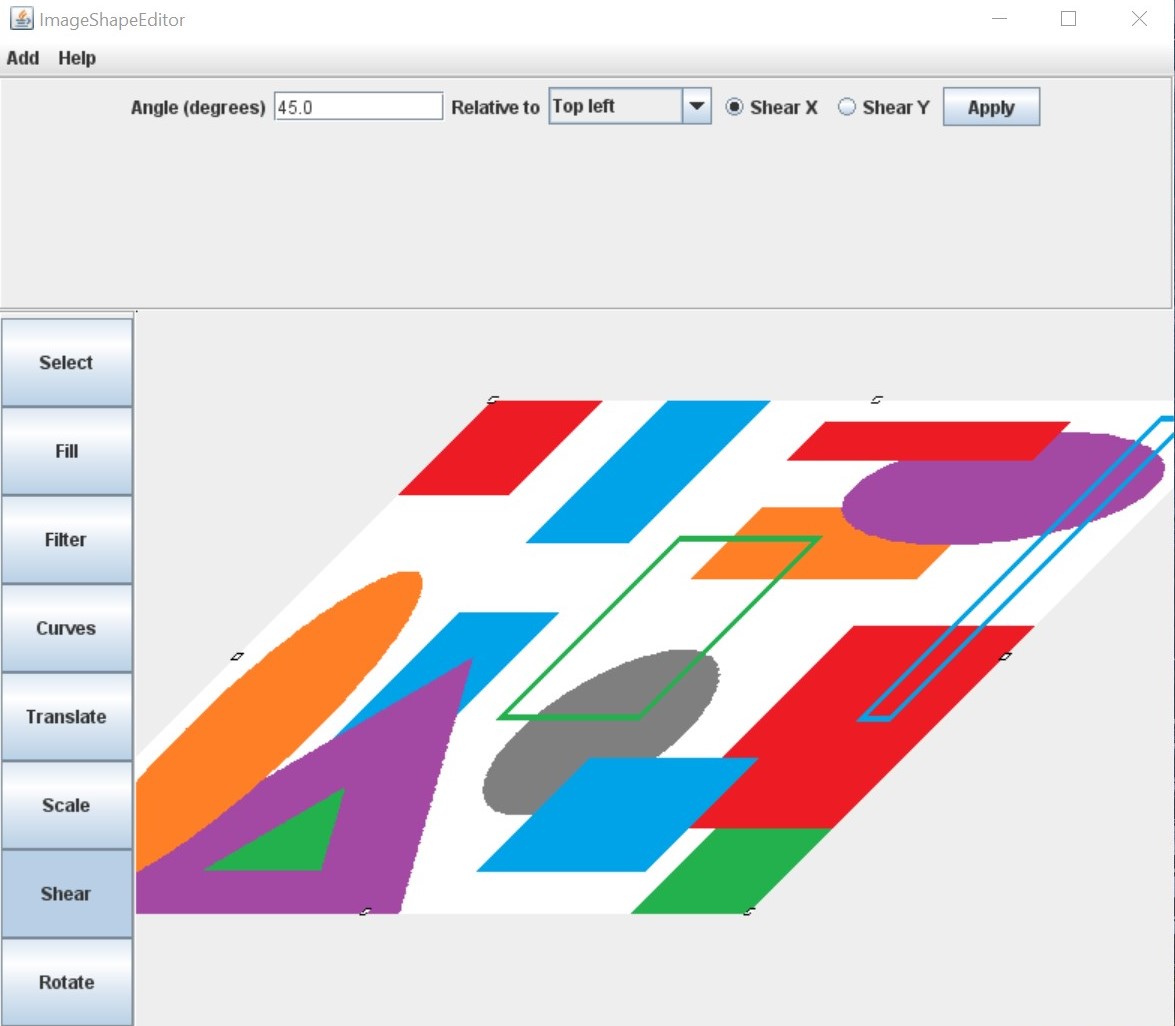 ImageShapeEditor
Add Help
Angle (degrees) 45.0 Relative to Top left Shear X Shear Y Apply
Select
Fill
Filter
Curves
Translate
Scale
Shear
Rotate